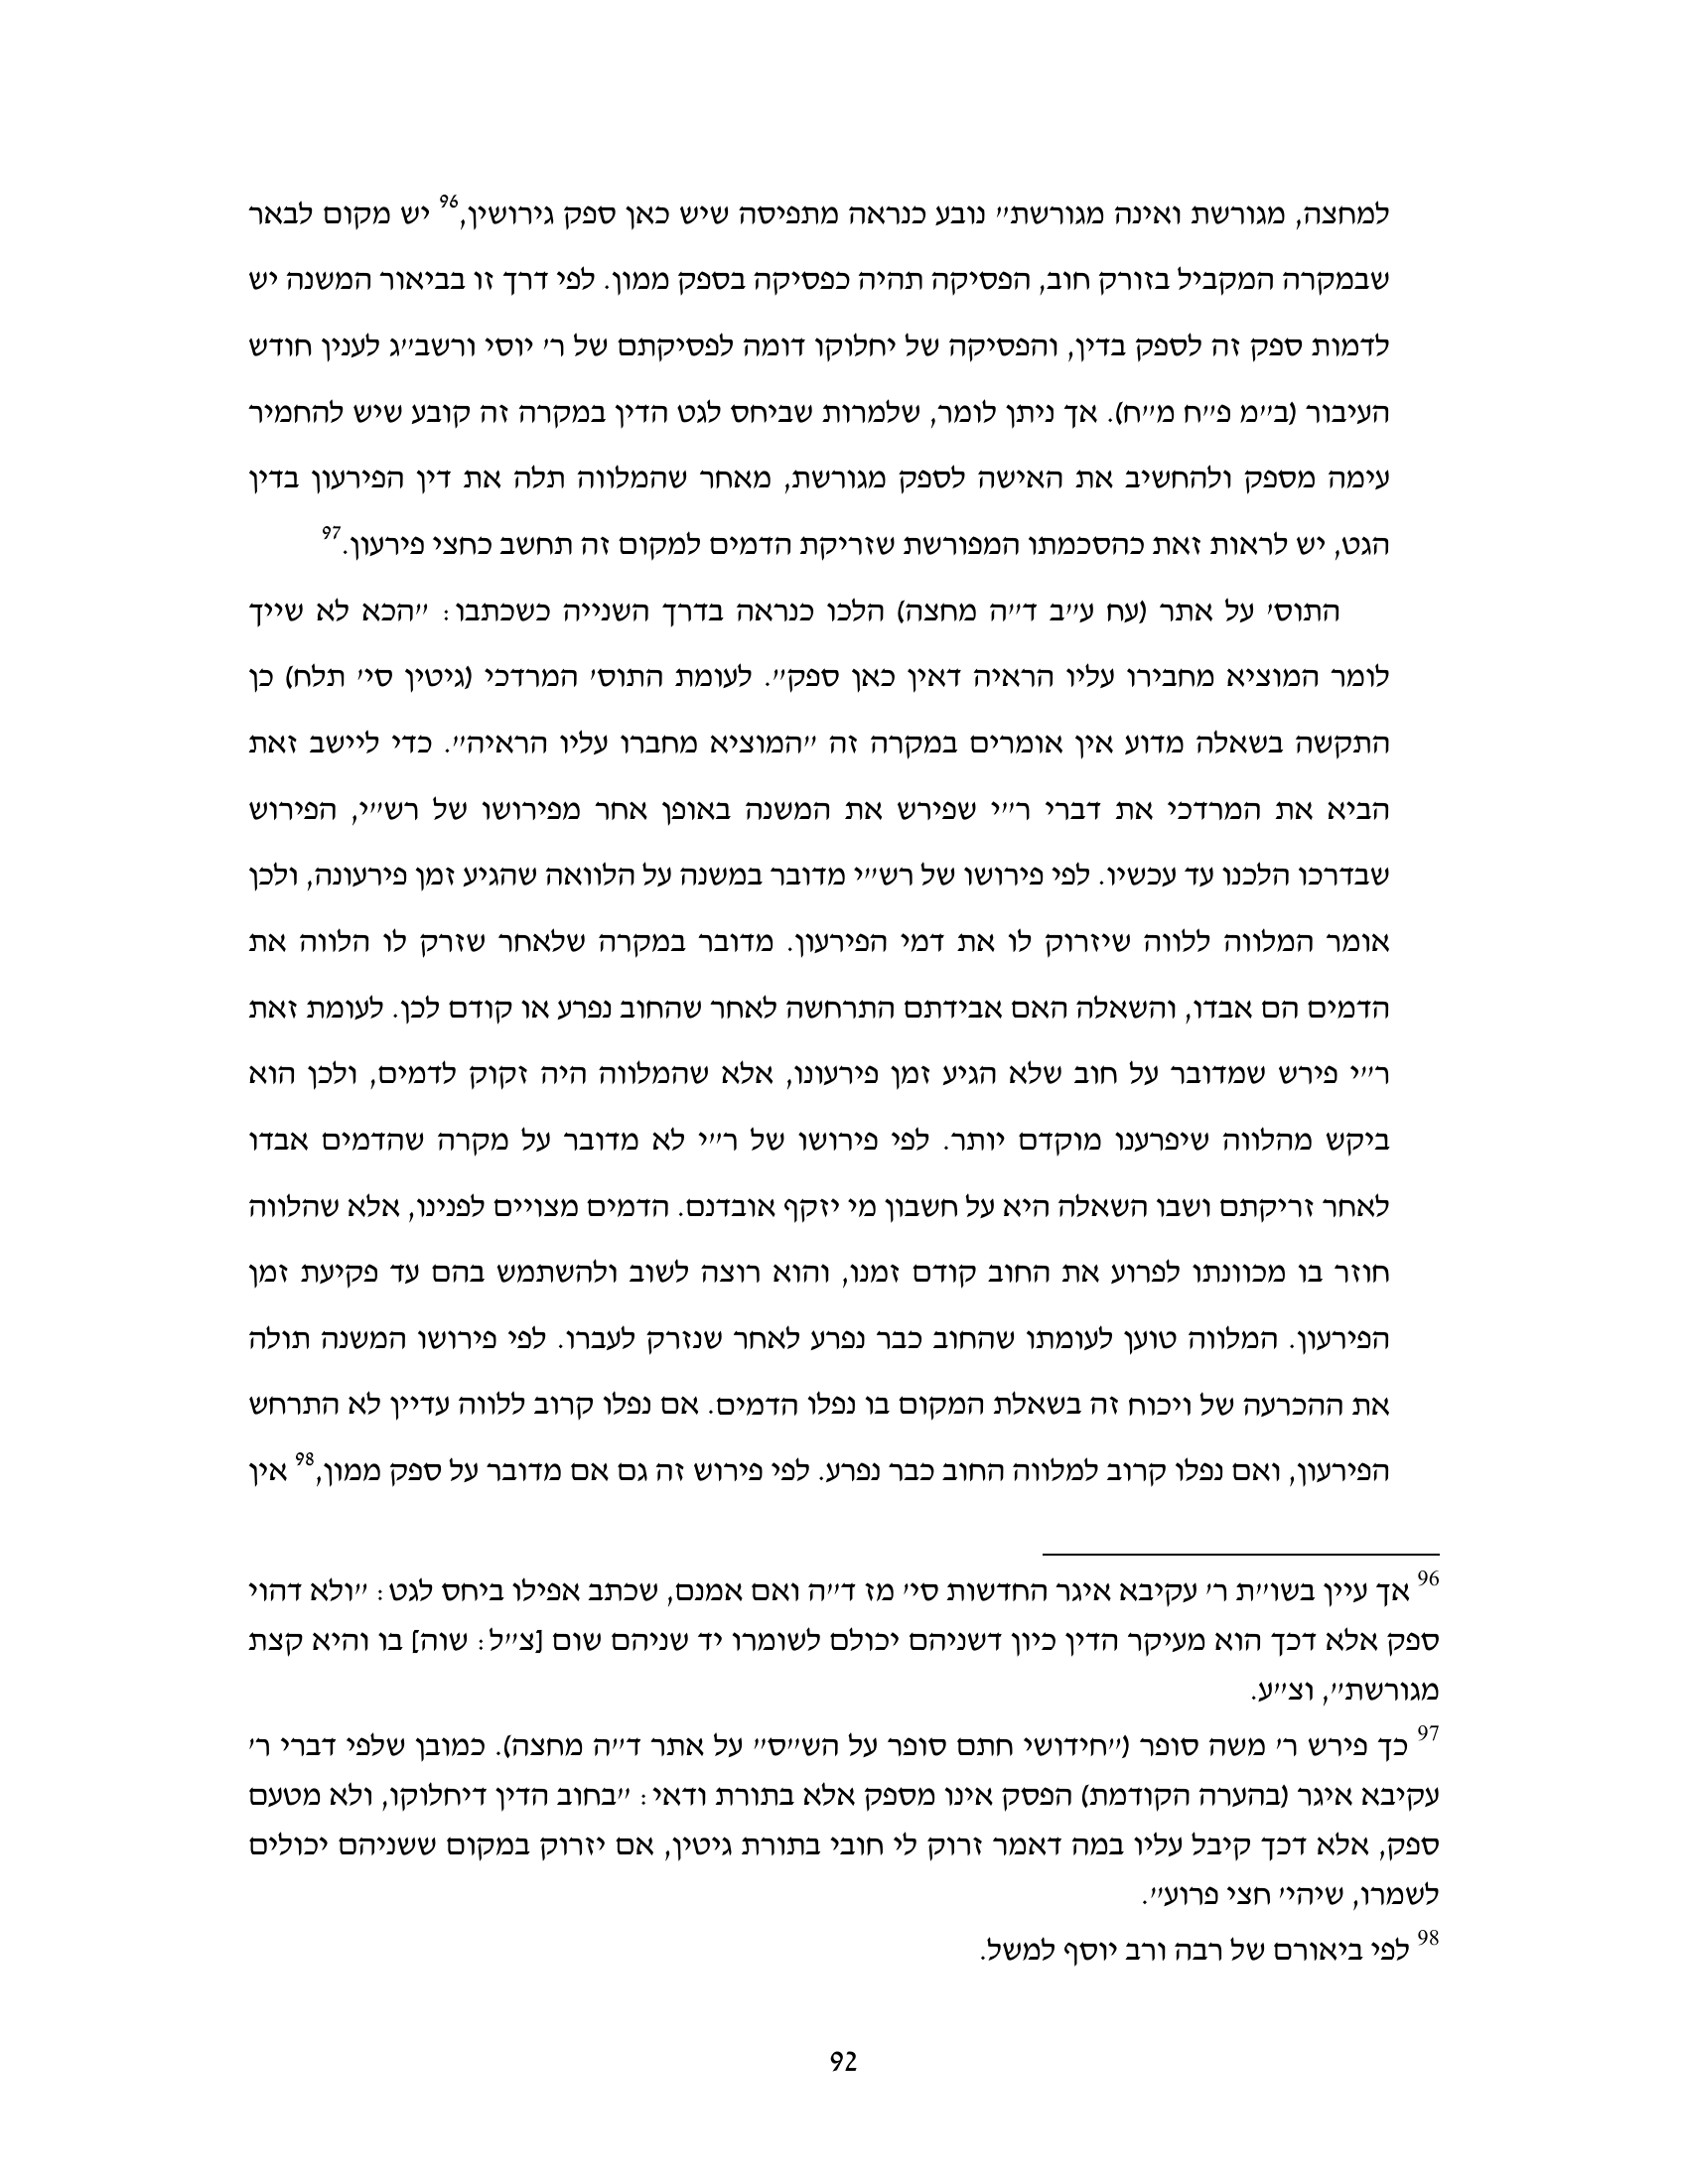 למחצה, מגורשת ואינה מגורשת״ נובע כנראה מתפיסה שיש כאן ספק גירושין,96 יש מקום לבאר
שבמקרה המקביל בזורק חוב, הפסיקה תהיה כפסיקה בספק ממון. לפי דרך זו בביאור המשנה יש
לדמות ספק זה לספק בדין, והפסיקה של יחלוקו דומה לפסיקתם של ר׳ יוסי ורשב״ג לענין חודש
העיבור (ב״מ פ״ח מ״ח). אך ניתן לומר, שלמרות שביחס לגט הדין במקרה זה קובע שיש להחמיר
עימה מספק ולהחשיב את האישה לספק מגורשת, מאחר שהמלווה תלה את דין הפירעון בדין
הגט, יש לראות זאת כהסכמתו המפורשת שזריקת הדמים למקום זה תחשב כחצי פירעון.97
התוס׳ על אתר (עח ע״ב ד״ה מחצה) הלכו כנראה בדרך השנייה כשכתבו: ״הכא לא שייך
לומר המוציא מחבירו עליו הראיה דאין כאן ספק״. לעומת התוס׳ המרדכי (גיטין סי׳ תלח) כן
התקשה בשאלה מדוע אין אומרים במקרה זה ״המוציא מחברו עליו הראיה״. כדי ליישב זאת
הביא את המרדכי את דברי ר״י שפירש את המשנה באופן אחר מפירושו של רש״י, הפירוש
שבדרכו הלכנו עד עכשיו. לפי פירושו של רש״י מדובר במשנה על הלוואה שהגיע זמן פירעונה, ולכן
אומר המלווה ללווה שיזרוק לו את דמי הפירעון. מדובר במקרה שלאחר שזרק לו הלווה את
הדמים הם אבדו, והשאלה האם אבידתם התרחשה לאחר שהחוב נפרע או קודם לכן. לעומת זאת
ר״י פירש שמדובר על חוב שלא הגיע זמן פירעונו, אלא שהמלווה היה זקוק לדמים, ולכן הוא
ביקש מהלווה שיפרענו מוקדם יותר. לפי פירושו של ר״י לא מדובר על מקרה שהדמים אבדו
לאחר זריקתם ושבו השאלה היא על חשבון מי יזקף אובדנם. הדמים מצויים לפנינו, אלא שהלווה
חוזר בו מכוונתו לפרוע את החוב קודם זמנו, והוא רוצה לשוב ולהשתמש בהם עד פקיעת זמן
הפירעון. המלווה טוען לעומתו שהחוב כבר נפרע לאחר שנזרק לעברו. לפי פירושו המשנה תולה
את ההכרעה של ויכוח זה בשאלת המקום בו נפלו הדמים. אם נפלו קרוב ללווה עדיין לא התרחש
הפירעון, ואם נפלו קרוב למלווה החוב כבר נפרע. לפי פירוש זה גם אם מדובר על ספק ממון,98 אין
96 אך עיין בשו״ת ר׳ עקיבא איגר החדשות סי׳ מז ד״ה ואם אמנם, שכתב אפילו ביחס לגט: ״ולא דהוי
ספק אלא דכך הוא מעיקר הדין כיון דשניהם יכולם לשומרו יד שניהם שום [צ״ל: שוה] בו והיא קצת
מגורשת״, וצ״ע.
97 כך פירש ר׳ משה סופר (״חידושי חתם סופר על הש״ס״ על אתר ד״ה מחצה). כמובן שלפי דברי ר׳
עקיבא איגר (בהערה הקודמת) הפסק אינו מספק אלא בתורת ודאי: ״בחוב הדין דיחלוקו, ולא מטעם
ספק, אלא דכך קיבל עליו במה דאמר זרוק לי חובי בתורת גיטין, אם יזרוק במקום ששניהם יכולים
לשמרו, שיהי׳ חצי פרוע״.
98 לפי ביאורם של רבה ורב יוסף למשל.
92